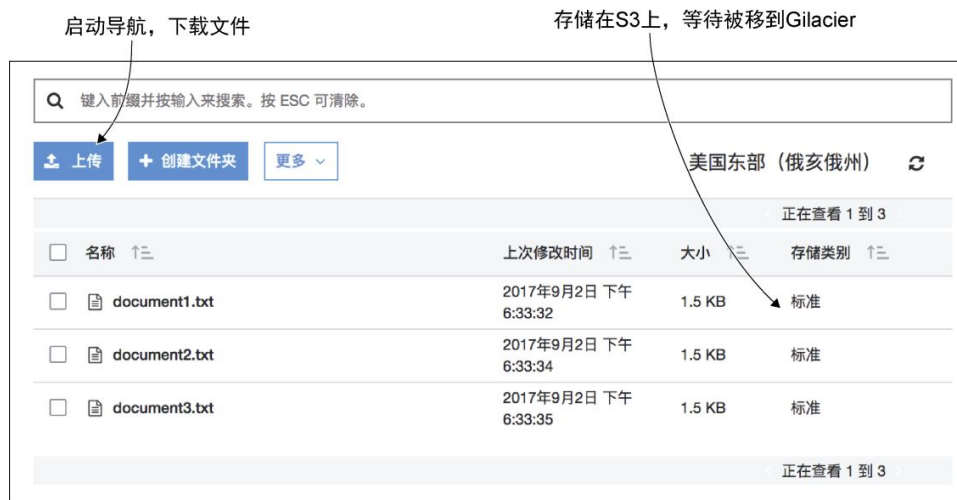 启动导航，下载文件
存储在S3上，等待被移到Gilacier
键入前缀并按输入来搜索。按 ESC 可清除。
上传 创建文件夹 更多 美国东部（俄亥俄州）
正在查看 1 到 3
名称 上次修改时间 大小 存储类别
document1.txt 2017年9月2日 下午 1.5 KB 标准
6:33:32
document2.txt 2017年9月2日 下午 1.5 KB 标准
6:33:34
document3.txt 2017年9月2日 下午 1.5 KB 标准
6:33:35
正在查看 1 到 3